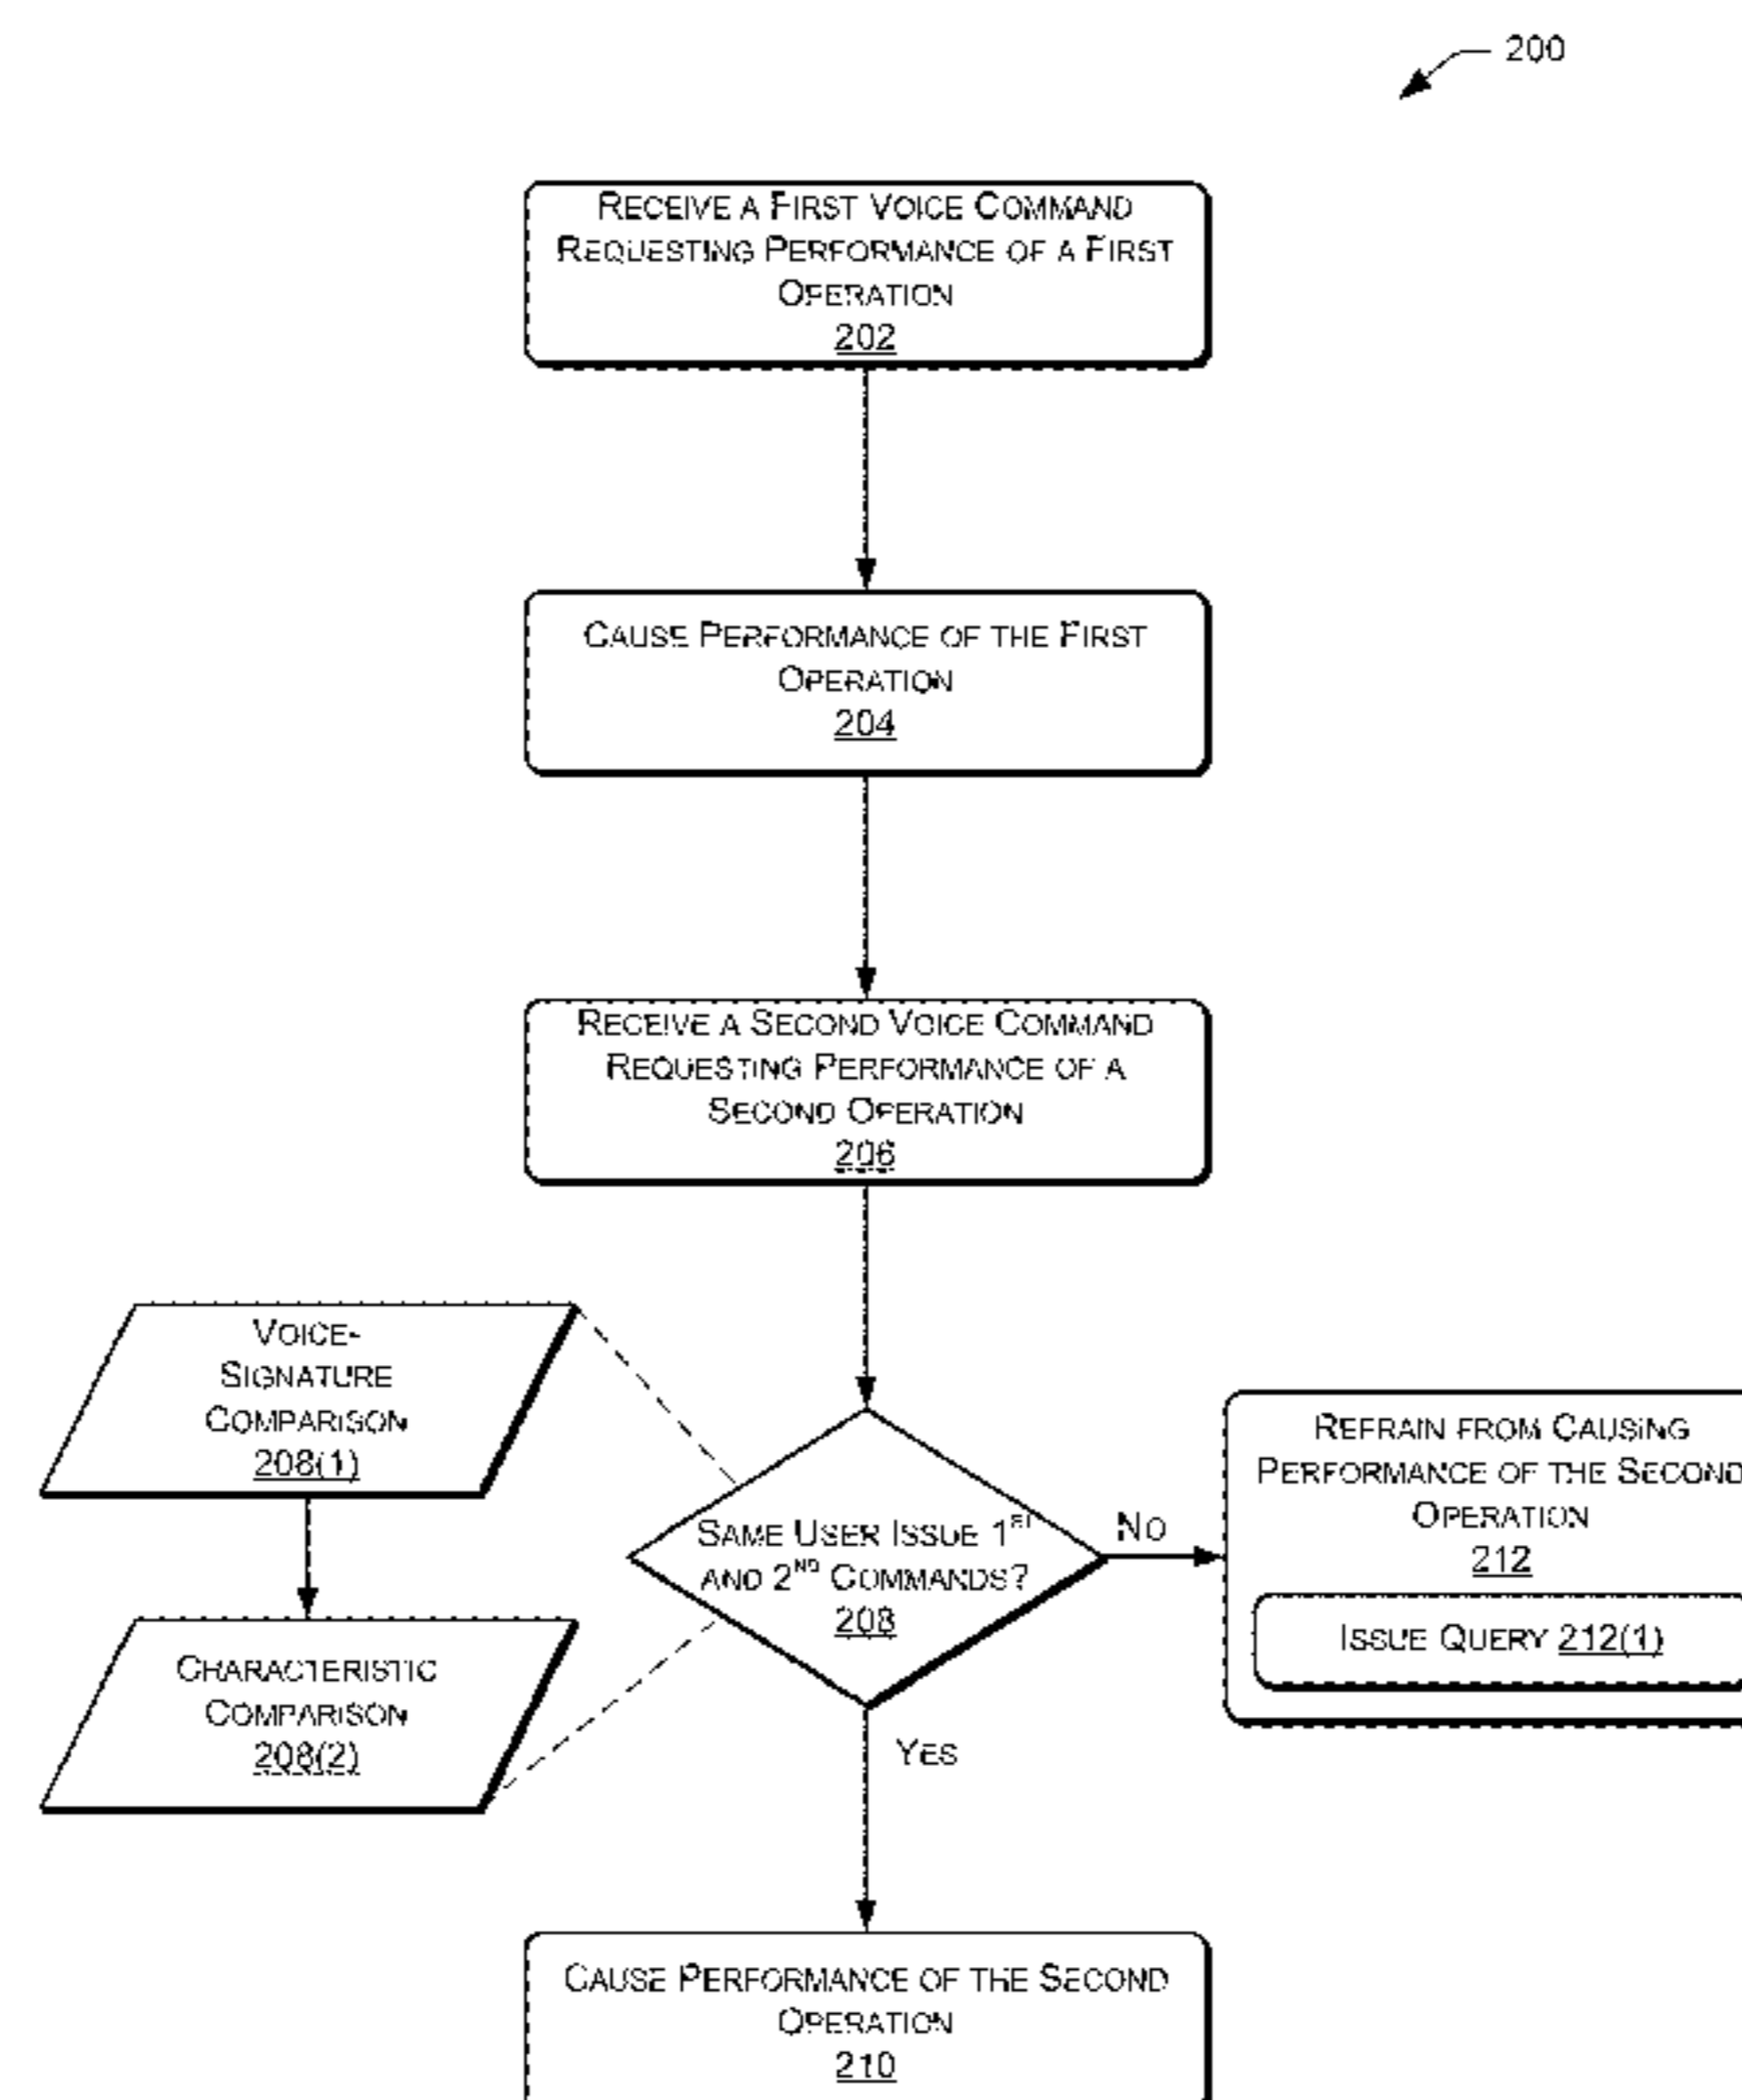 200
RECEIVE A FIRST VOICE COMMAND
REQUESTING PERFORMANCE OF A FIRST
OPERATION
202
CAUSE PERFORMANCE OF THE FIRST
OPERATION
204
RECEIVE A SECOND VOICE COMMAND
REQUESTING PERFORMANCE OF A
SECOND OPERATION
206
VOICE-
SIGNATURE
COMPARISON
208(1)
CHARACTERISTIC
COMPARISON
208(2)
SAME USER ISSUE 1ST
AND 2ND COMMANDS?
208
NO
REFRAIN FROM CAUSING
PERFORMANCE OF THE SECOND
OPERATION
212
ISSUE QUERY 212(1)
YES
CAUSE PERFORMANCE OF THE SECOND
OPERATION
210